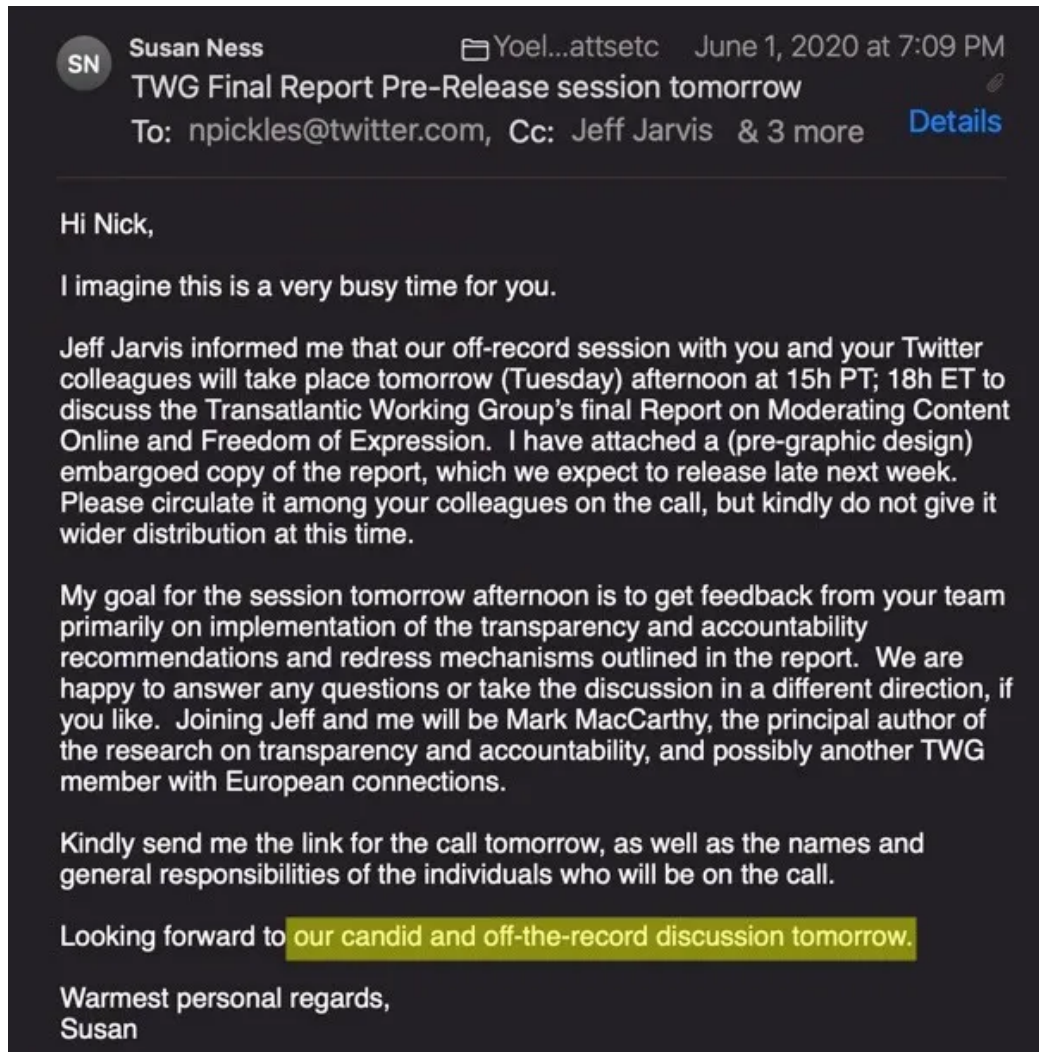 SN
Susan Ness
Yoel...attsetc June 1, 2020 at 7:09 PM
TWG Final Report Pre-Release session tomorrow
To: npickles@twitter.com, Cc: Jeff Jarvis & 3 more Details
Hi Nick,
I imagine this is a very busy time for you.
Jeff Jarvis informed me that our off-record session with you and your Twitter
colleagues will take place tomorrow (Tuesday) afternoon at 15h PT; 18h ET to
discuss the Transatlantic Working Group's final Report on Moderating Content
Online and Freedom of Expression. I have attached a (pre-graphic design)
embargoed copy of the report, which we expect to release late next week.
Please circulate it among your colleagues on the call, but kindly do not give it
wider distribution at this time.
My goal for the session tomorrow afternoon is to get feedback from your team
primarily on implementation of the transparency and accountability
recommendations and redress mechanisms outlined in the report. We are
happy to answer any questions or take the discussion in a different direction, if
you like. Joining Jeff and me will be Mark MacCarthy, the principal author of
the research on transparency and accountability, and possibly another TWG
member with European connections.
Kindly send me the link for the call tomorrow, as well as the names and
general responsibilities of the individuals who will be on the call.
Looking forward to our candid and off-the-record discussion tomorrow.
Warmest personal regards,
Susan